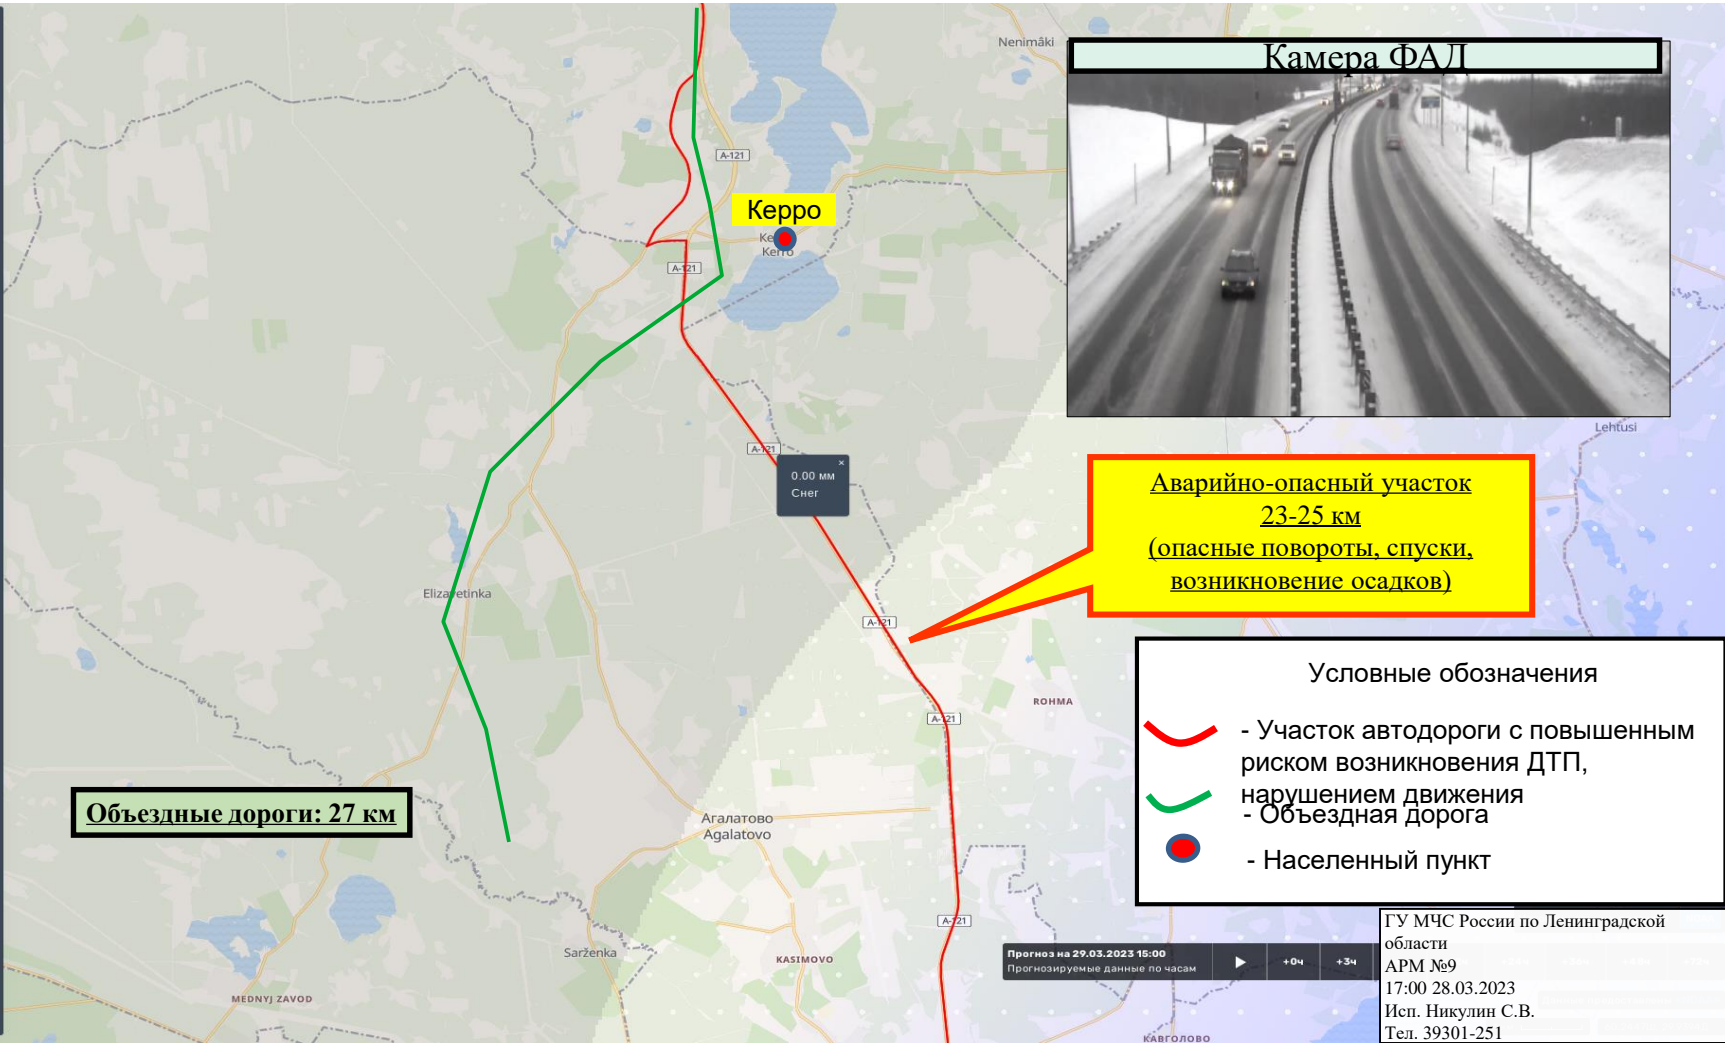 Nenimäki
Камера ФАД
A-121
Керро
Kerro
A-121
Lehtusi
A-121
0.00 мм
Снег
Аварийно-опасный участок
23-25 км
(опасные повороты, спуски,
возникновение осадков)
Elizavetinka
A-121
Условные обозначения
ROHMA
A-121
- Участок автодороги с повышенным
риском возникновения ДТП,
нарушением движения
- Объездная дорога
- Населенный пункт
Объездные дороги: 27 км
Агалатово
Agalatovo
A-121
Sarženka
KASIMOVO
MEDNYJ ZAVOD
Прогноз на 29.03.2023 15:00
Прогнозируемые данные по часам
+0ч
+3ч
ГУ МЧС России по Ленинградской
области
АРМ №9
17:00 28.03.2023
Исп. Никулин С.В.
Тел. 39301-251
КАВГОЛОВО